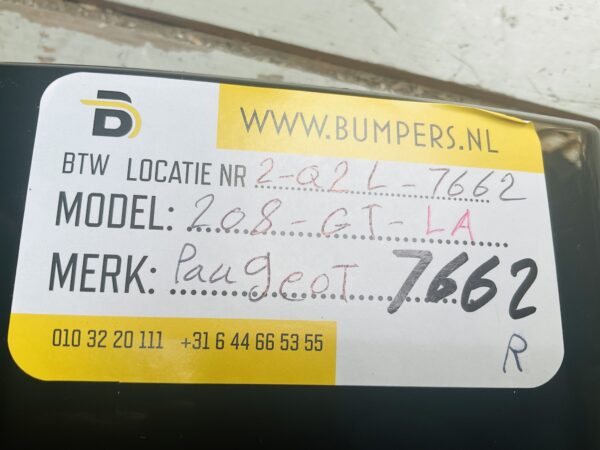 B
WWW.BUMPERS.NL
BTW LOCATIE NR 2-Q2L-7662
MODEL: 208-GT-LA
MERK: Paugeot 7662
010 32 20 111 +31 6 44 66 53 55
R